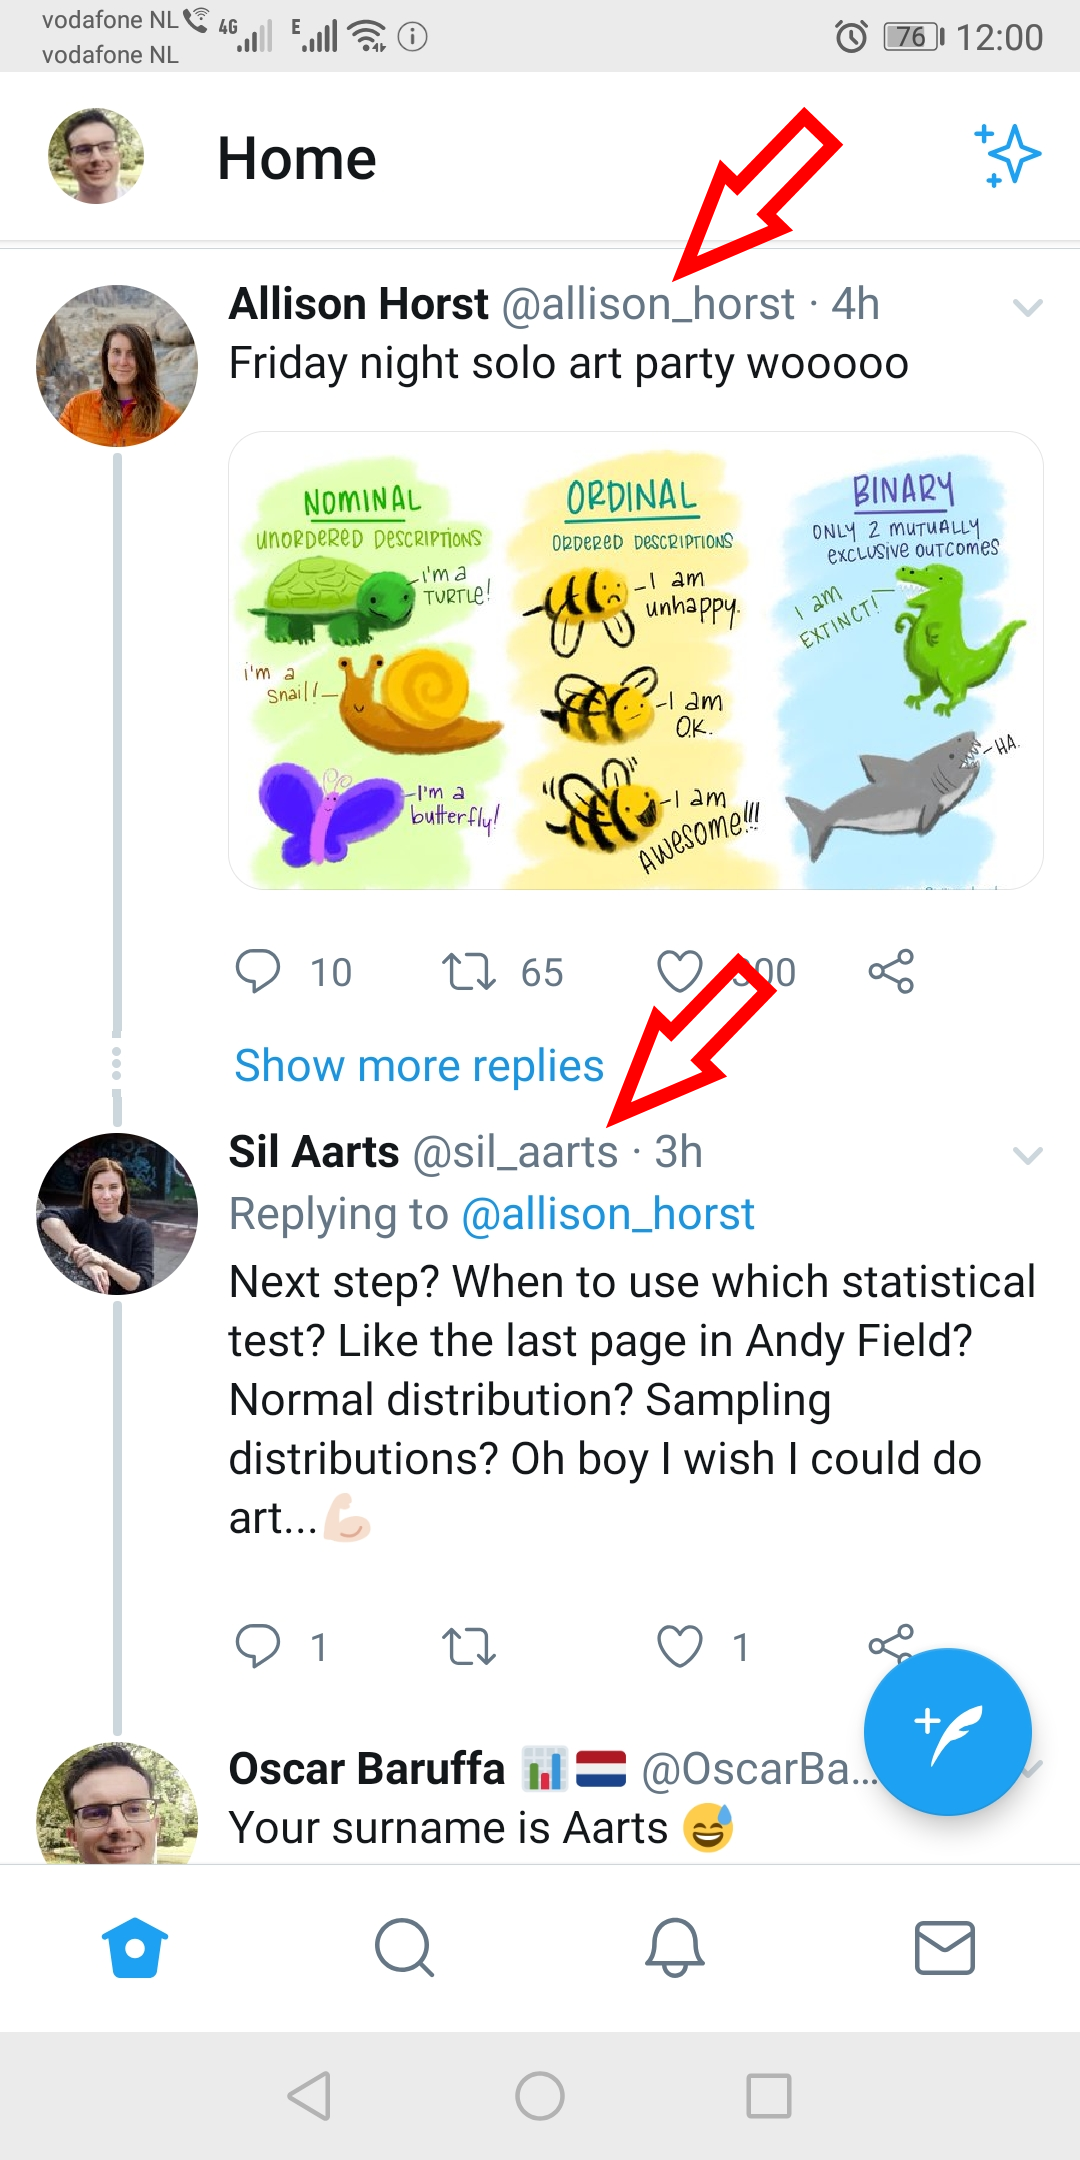 vodafone NL 4G E 76 12:00
vodafone NL
Home
Allison Horst @allison_horst · 4h
Friday night solo art party wooooo
NOMINAL
UNORDERED DESCRIPTIONS
I'm a
TURTLE!
i'm a
snail!
I'm a
butterfly!
ORDINAL
ORDERED DESCRIPTIONS
I am
unhappy.
I am
O.K.
I am
AWESOME!!!
BINARY
ONLY 2 MUTUALLY
EXCLUSIVE OUTCOMES
I am
EXTINCT!
HA.
10 65 00
Show more replies
Sil Aarts @sil_aarts · 3h
Replying to @allison_horst
Next step? When to use which statistical
test? Like the last page in Andy Field?
Normal distribution? Sampling
distributions? Oh boy I wish I could do
art...💪🏻
1 1
Oscar Baruffa 📊🇳🇱 @OscarBa...
Your surname is Aarts 😅